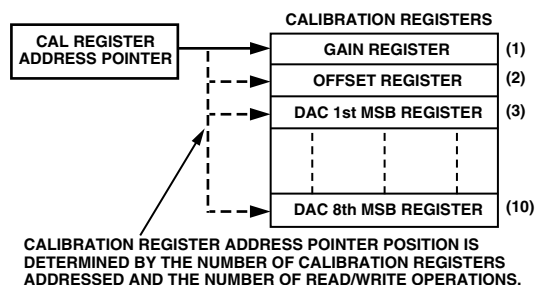 CALIBRATION REGISTERS
CAL REGISTER
ADDRESS POINTER
GAIN REGISTER
(1)
OFFSET REGISTER
(2)
DAC 1st MSB REGISTER
(3)
DAC 8th MSB REGISTER
(10)
CALIBRATION REGISTER ADDRESS POINTER POSITION IS
DETERMINED BY THE NUMBER OF CALIBRATION REGISTERS
ADDRESSED AND THE NUMBER OF READ/WRITE OPERATIONS.